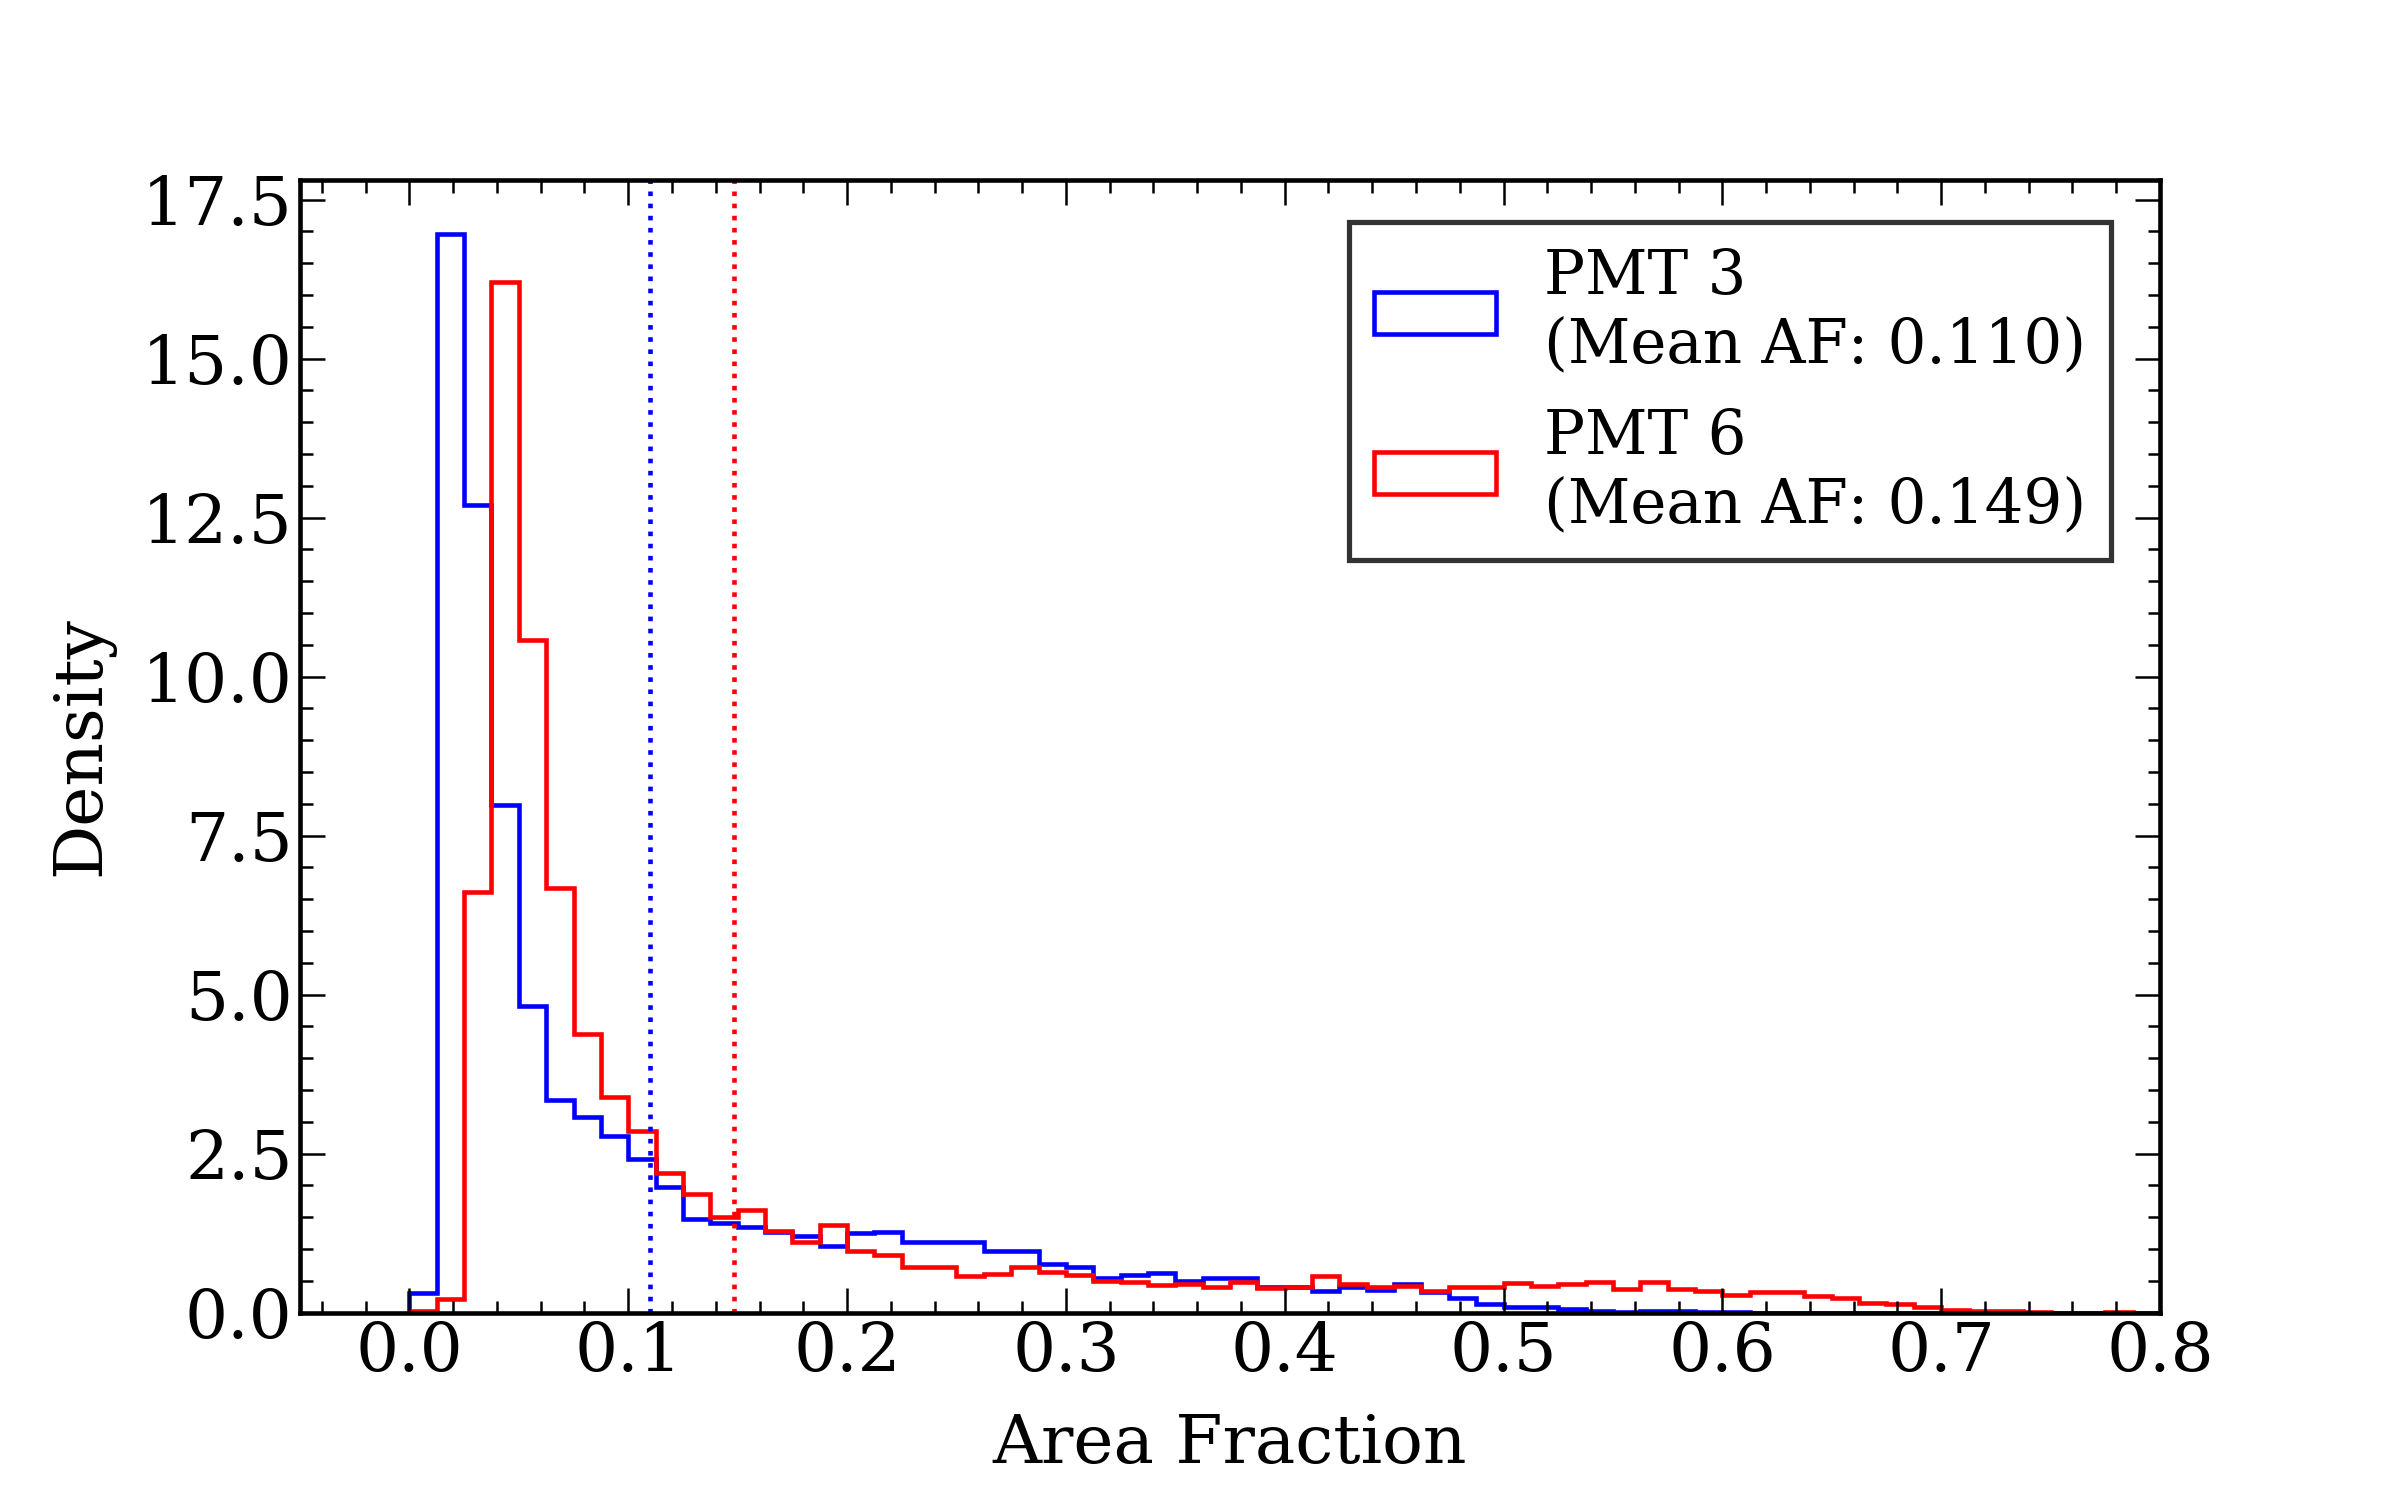 17.5
15.0
12.5
10.0
7.5
5.0
2.5
0.0
Density
PMT 3
(Mean AF: 0.110)
PMT 6
(Mean AF: 0.149)
0.0 0.1 0.2 0.3 0.4 0.5 0.6 0.7 0.8
Area Fraction